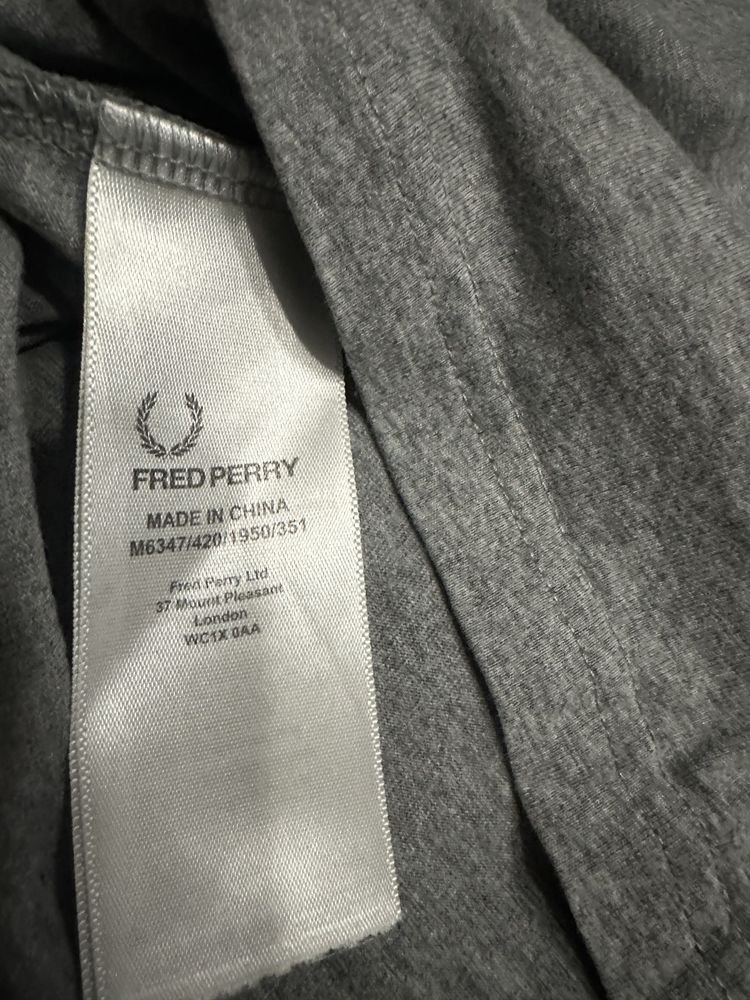 FRED PERRY
MADE IN CHINA
M6347/420/1950/351
Fred Perry Ltd
37 Mount Pleasant
London
WC1X 0AA